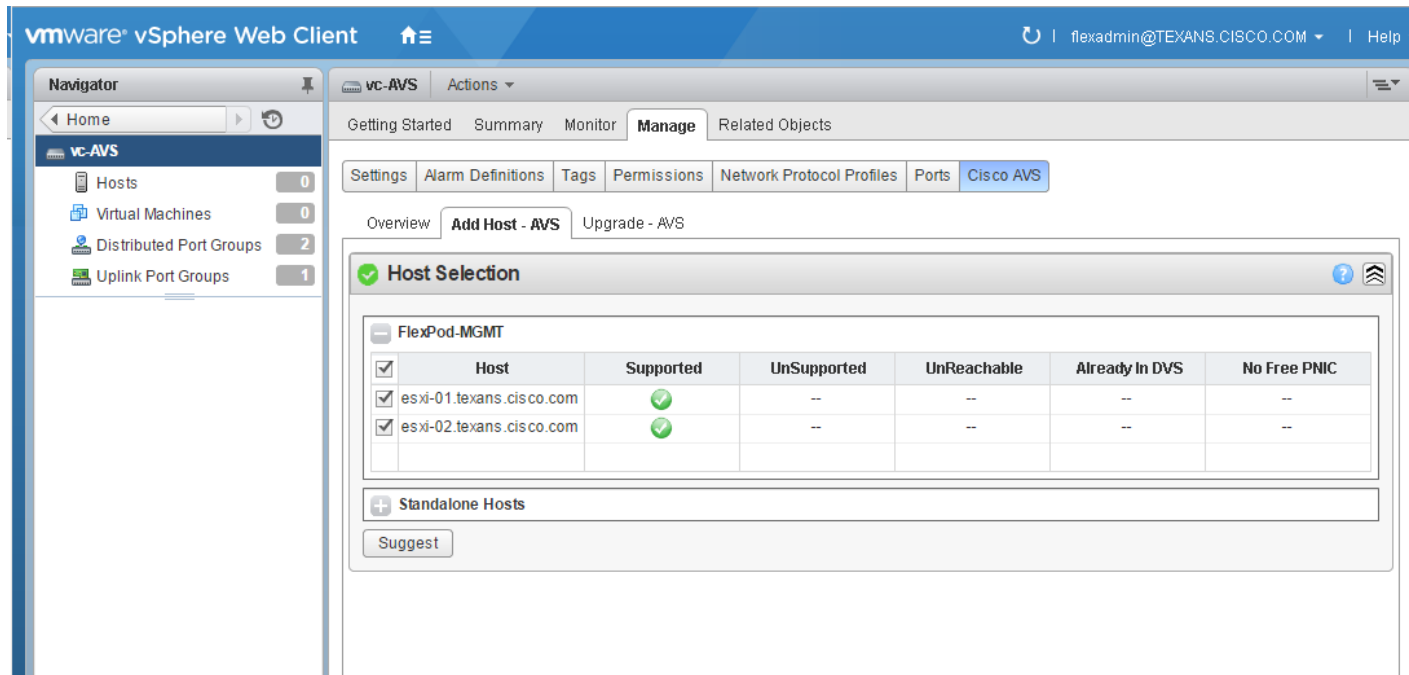 vmware® vSphere Web Client flexadmin@TEXANS.CISCO.COM | Help
Navigator
vc-AVS Actions
Home
Getting Started Summary Monitor Manage Related Objects
vc-AVS
Settings Alarm Definitions Tags Permissions Network Protocol Profiles Ports Cisco AVS
Hosts 0
Virtual Machines 0
Distributed Port Groups 2
Uplink Port Groups 1
Overview Add Host - AVS Upgrade - AVS
Host Selection ?
FlexPod-MGMT
Host Supported UnSupported UnReachable Already In DVS No Free PNIC
esxi-01.texans.cisco.com -- -- -- --
esxi-02.texans.cisco.com -- -- -- --
Standalone Hosts
Suggest